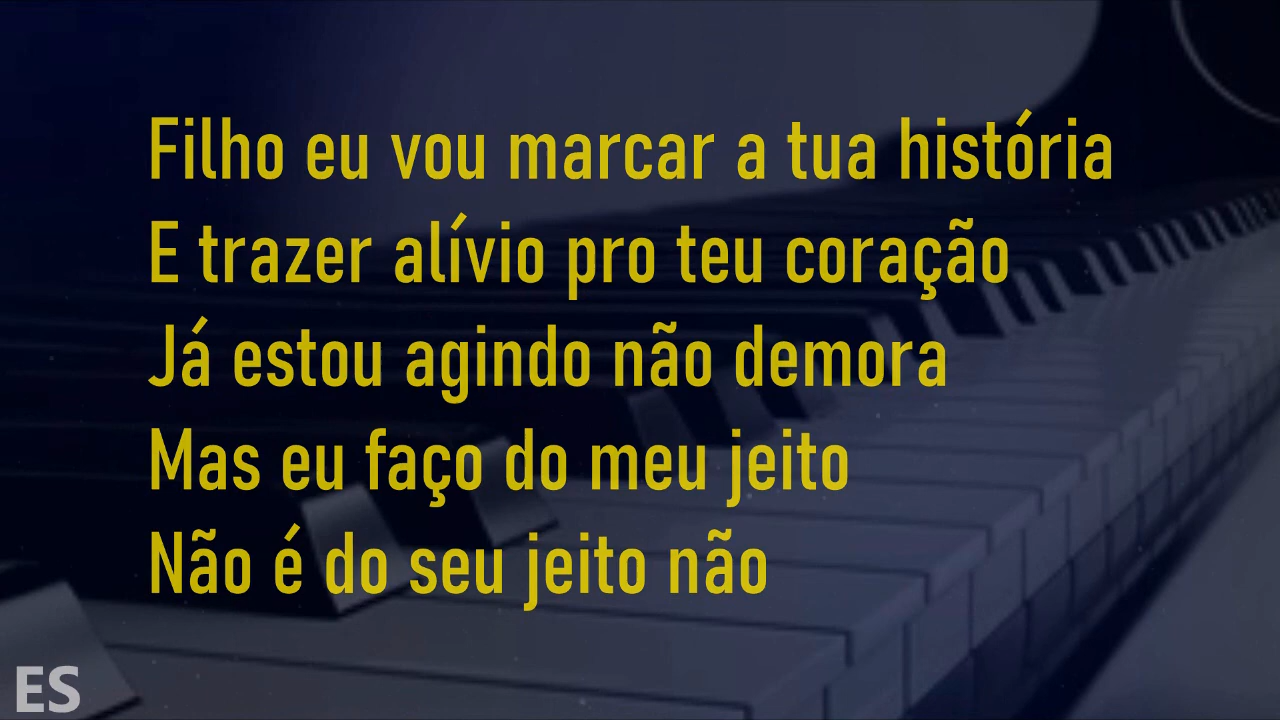 Filho eu vou marcar a tua história
E trazer alívio pro teu coração
Já estou agindo não demora
Mas eu faço do meu jeito
Não é do seu jeito não
ES